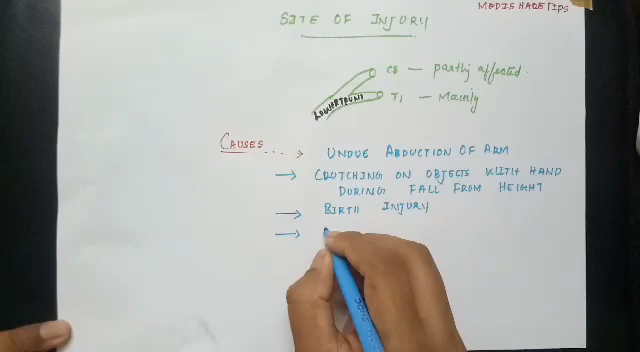 MEDIS HARETIPS
SITE OF INJURY
C8 — partly affected.
LOWER TRUNK
T1 — Mainly
CAUSES ... → UNDUE ABDUCTION OF ARM
→ CLUTCHING ON OBJECTS WITH HAND
DURING FALL FROM HEIGHT
→ BIRTH INJURY
→